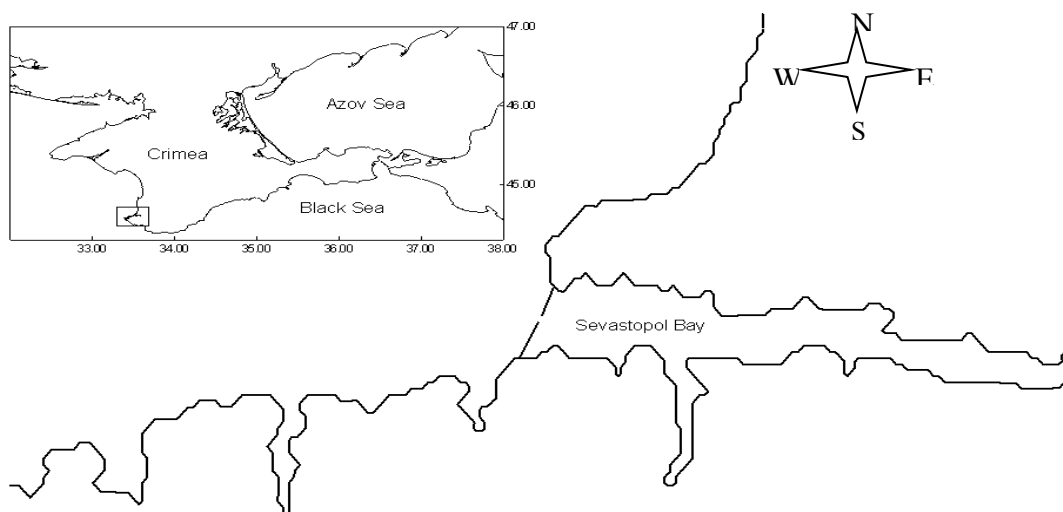 47.00
Azov Sea
46.00
Crimea
45.00
Black Sea
33.00 34.00 35.00 36.00 37.00 38.00
N
W E
S
Sevastopol Bay